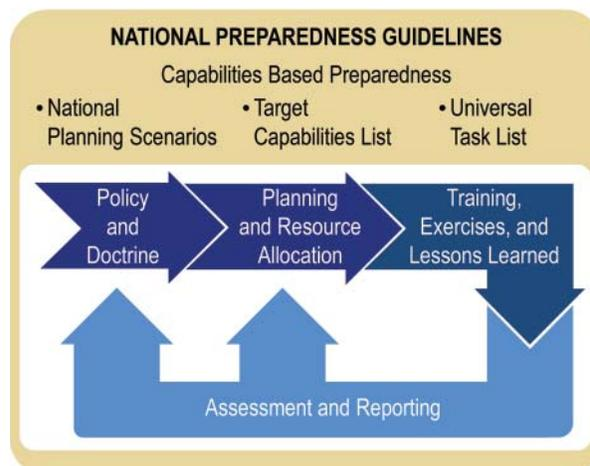 NATIONAL PREPAREDNESS GUIDELINES
Capabilities Based Preparedness
• National Planning Scenarios
• Target Capabilities List
• Universal Task List
Policy and Doctrine
Planning and Resource Allocation
Training, Exercises, and Lessons Learned
Assessment and Reporting